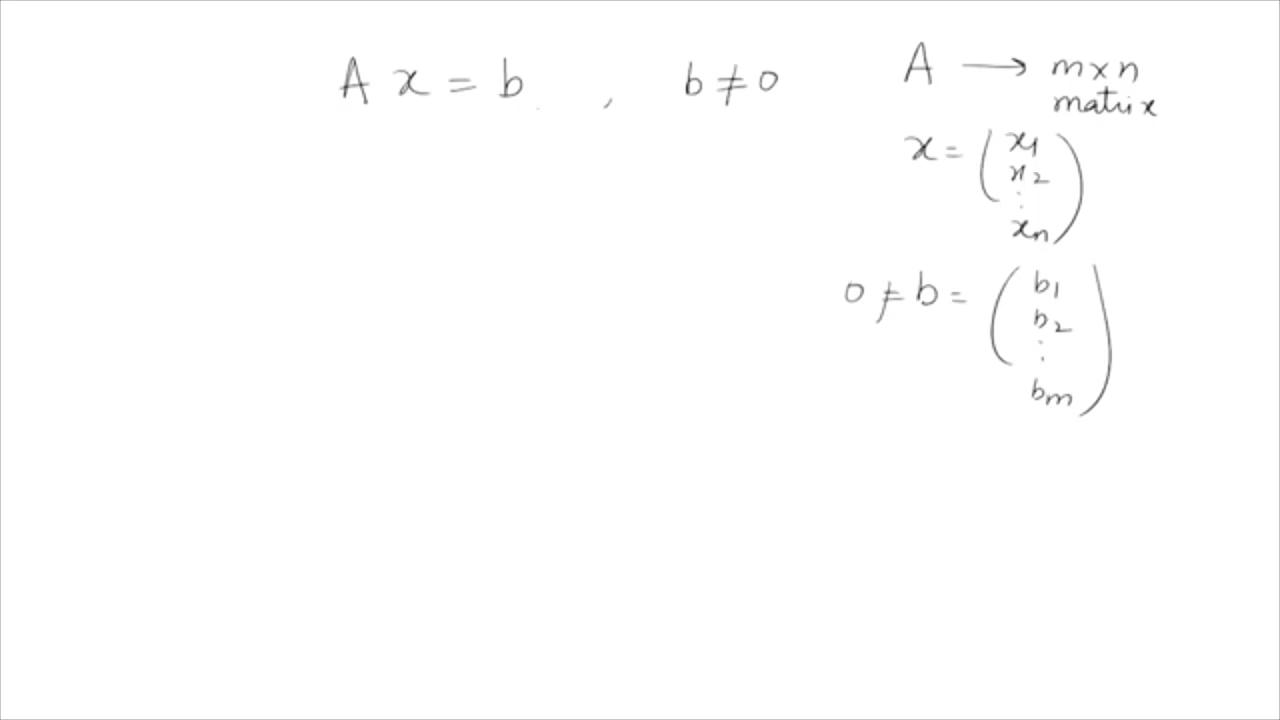 A x = b , b ≠ 0
A → m×n
matrix
x = ( x1
x2
⋮
xn )
0 ≠ b = ( b1
b2
⋮
bm )